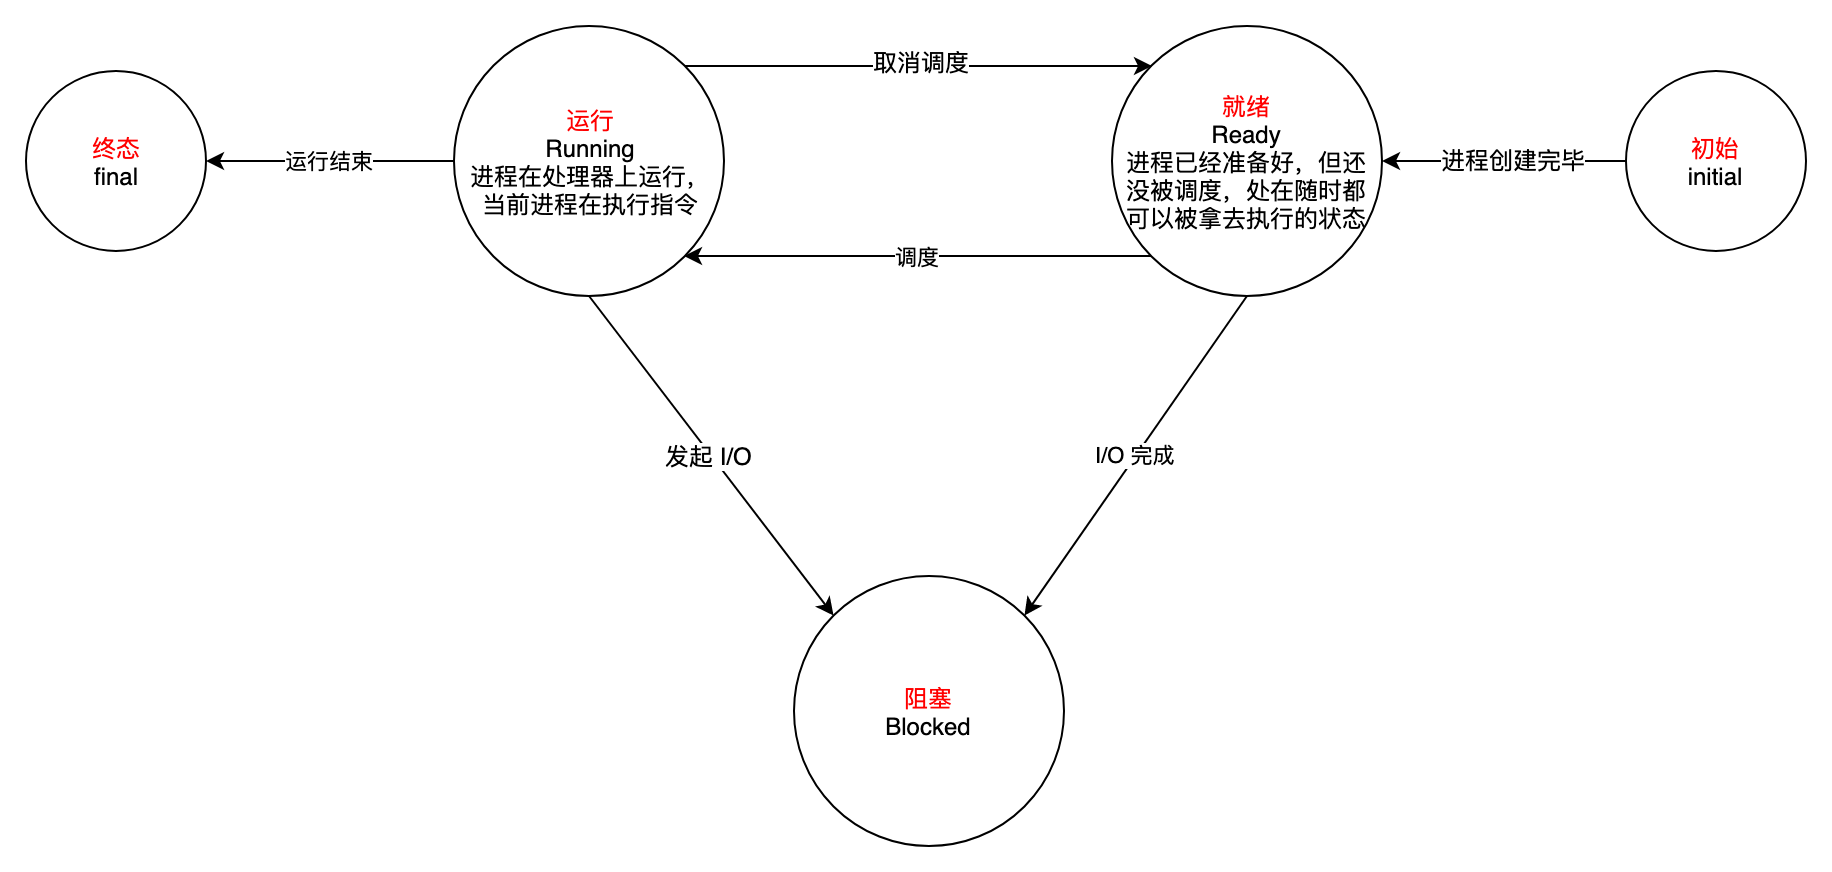 取消调度
终态
final
运行结束
运行
Running
进程在处理器上运行，
当前进程在执行指令
就绪
Ready
进程已经准备好，但还
没被调度，处在随时都
可以被拿去执行的状态
进程创建完毕
初始
initial
调度
发起 I/O
I/O 完成
阻塞
Blocked